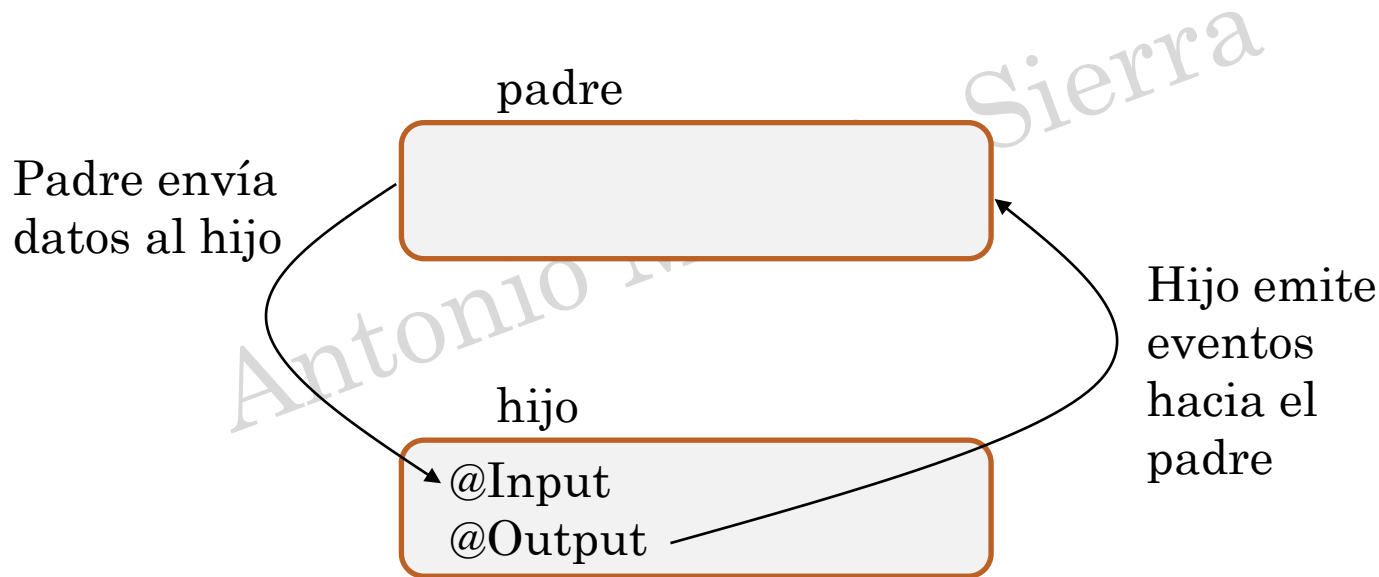 Sierra
padre
Padre envía
datos al hijo
Antonio
Hijo emite
eventos
hacia el
padre
hijo
@Input
@Output